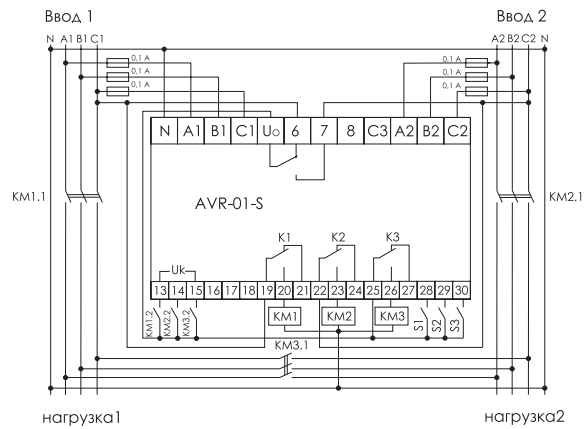 Ввод 1
Ввод 2
N A1 B1 C1
A2 B2 C2 N
0,1 A
0,1 A
0,1 A
0,1 A
0,1 A
0,1 A
N A1 B1 C1 Uo 6 7 8 C3 A2 B2 C2
KM1.1
KM2.1
AVR-01-S
K1 K2 K3
Uk
13 14 15 16 17 18 19 20 21 22 23 24 25 26 27 28 29 30
KM1.2 KM2.2 KM3.2 KM1 KM2 KM3 S1 S2 S3
KM3.1
нагрузка1
нагрузка2